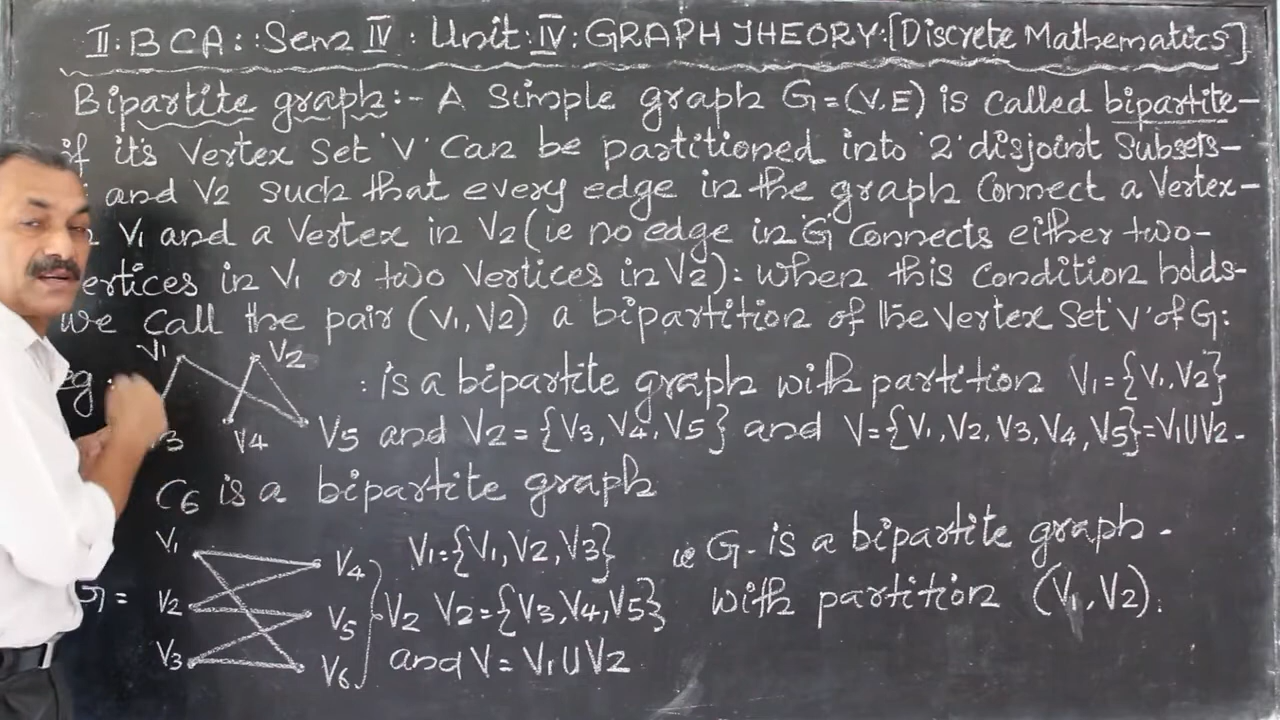 II: BCA:: Sem IV: Unit: IV: GRAPH THEORY:[Discrete Mathematics]
Bipartite graph:- A Simple graph G=(V.E) is called bipartite-
if its Vertex Set 'V' can be partitioned into '2' disjoint Subsets-
and V2 such that every edge in the graph Connect a Vertex-
V1 and a Vertex in V2 (ie no edge in 'G' connects either two-
ertices in V1 or two Vertices in V2): when this condition holds-
we call the pair (V1,V2) a bipartition of the Vertex Set 'V' of G:
V1 V2
eg : is a bipartite graph with partition V1={V1,V2}
3 V4 V5 and V2={V3,V4,V5} and V={V1,V2,V3,V4,V5}=V1UV2-
C6 is a bipartite graph
V1 V4 V1={V1,V2,V3} ie G- is a bipartite graph-
= V2 V5 }V2 V2={V3,V4,V5} with partition (V1,V2):
V3 V6 and V = V1UV2